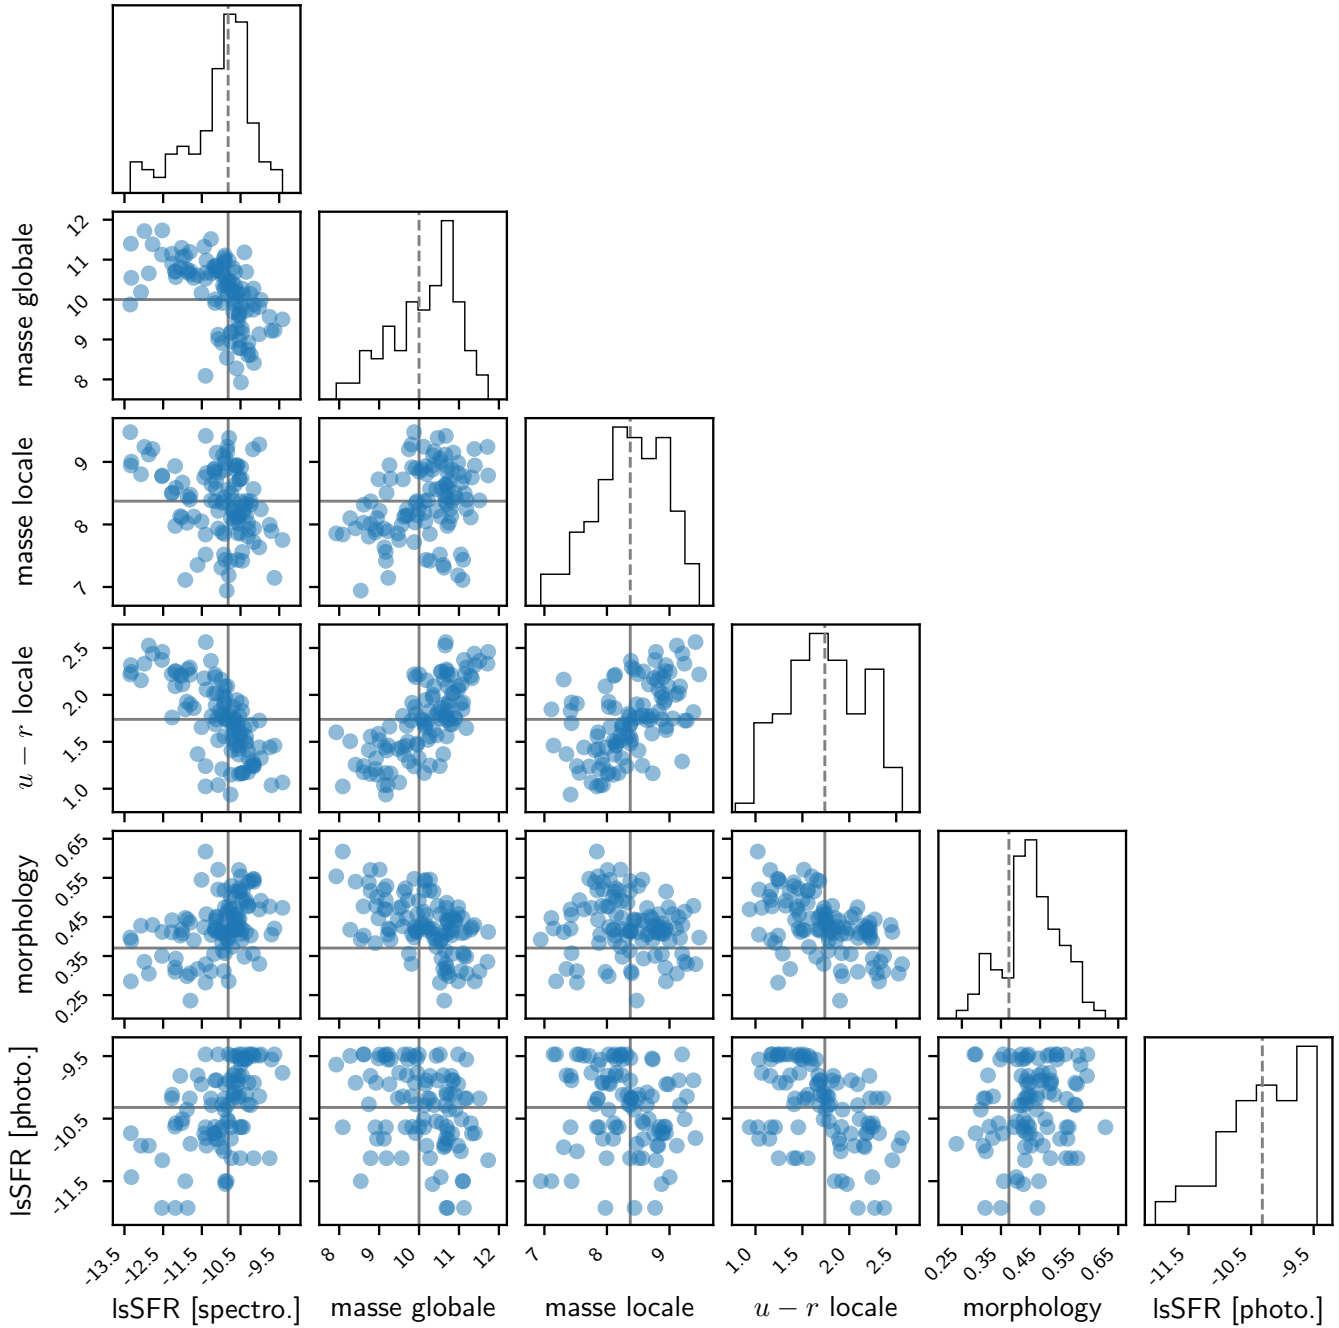 masse globale
12
11
10
9
8
masse locale
9
8
7
u − r locale
2.5
2.0
1.5
1.0
morphology
0.65
0.55
0.45
0.35
0.25
lsSFR [photo.]
-9.5
-10.5
-11.5
-13.5 -12.5 -11.5 -10.5 -9.5 8 9 10 11 12 7 8 9 1.0 1.5 2.0 2.5 0.25 0.35 0.45 0.55 0.65 -11.5 -10.5 -9.5
lsSFR [spectro.] masse globale masse locale u − r locale morphology lsSFR [photo.]